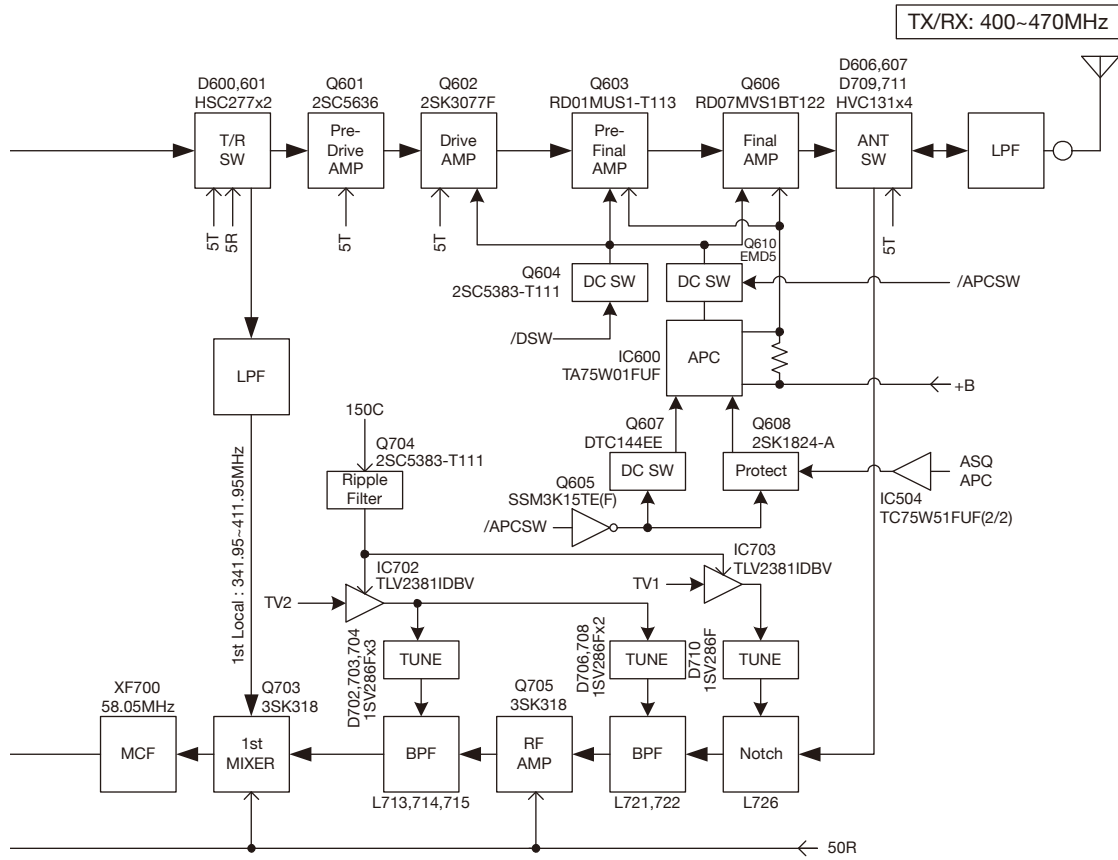 TX/RX: 400~470MHz
D600,601
HSC277x2
T/R
SW
Q601
2SC5636
Pre-
Drive
AMP
Q602
2SK3077F
Drive
AMP
Q603
RD01MUS1-T113
Pre-
Final
AMP
Q606
RD07MVS1BT122
Final
AMP
D606,607
D709,711
HVC131x4
ANT
SW
LPF
5T
5R
5T
5T
5T
Q604
2SC5383-T111
DC SW
Q610
EMD5
DC SW
/APCSW
/DSW
IC600
TA75W01FUF
APC
+B
LPF
150C
Q704
2SC5383-T111
Ripple
Filter
Q607
DTC144EE
DC SW
Q608
2SK1824-A
Protect
ASQ
APC
IC504
TC75W51FUF(2/2)
Q605
SSM3K15TE(F)
/APCSW
1st Local : 341.95~411.95MHz
IC702
TLV2381IDBV
TV2
IC703
TLV2381IDBV
TV1
D702,703,704
1SV286Fx3
TUNE
D706,708
1SV286Fx2
TUNE
D710
1SV286F
TUNE
XF700
58.05MHz
MCF
Q703
3SK318
1st
MIXER
BPF
L713,714,715
Q705
3SK318
RF
AMP
BPF
L721,722
Notch
L726
50R